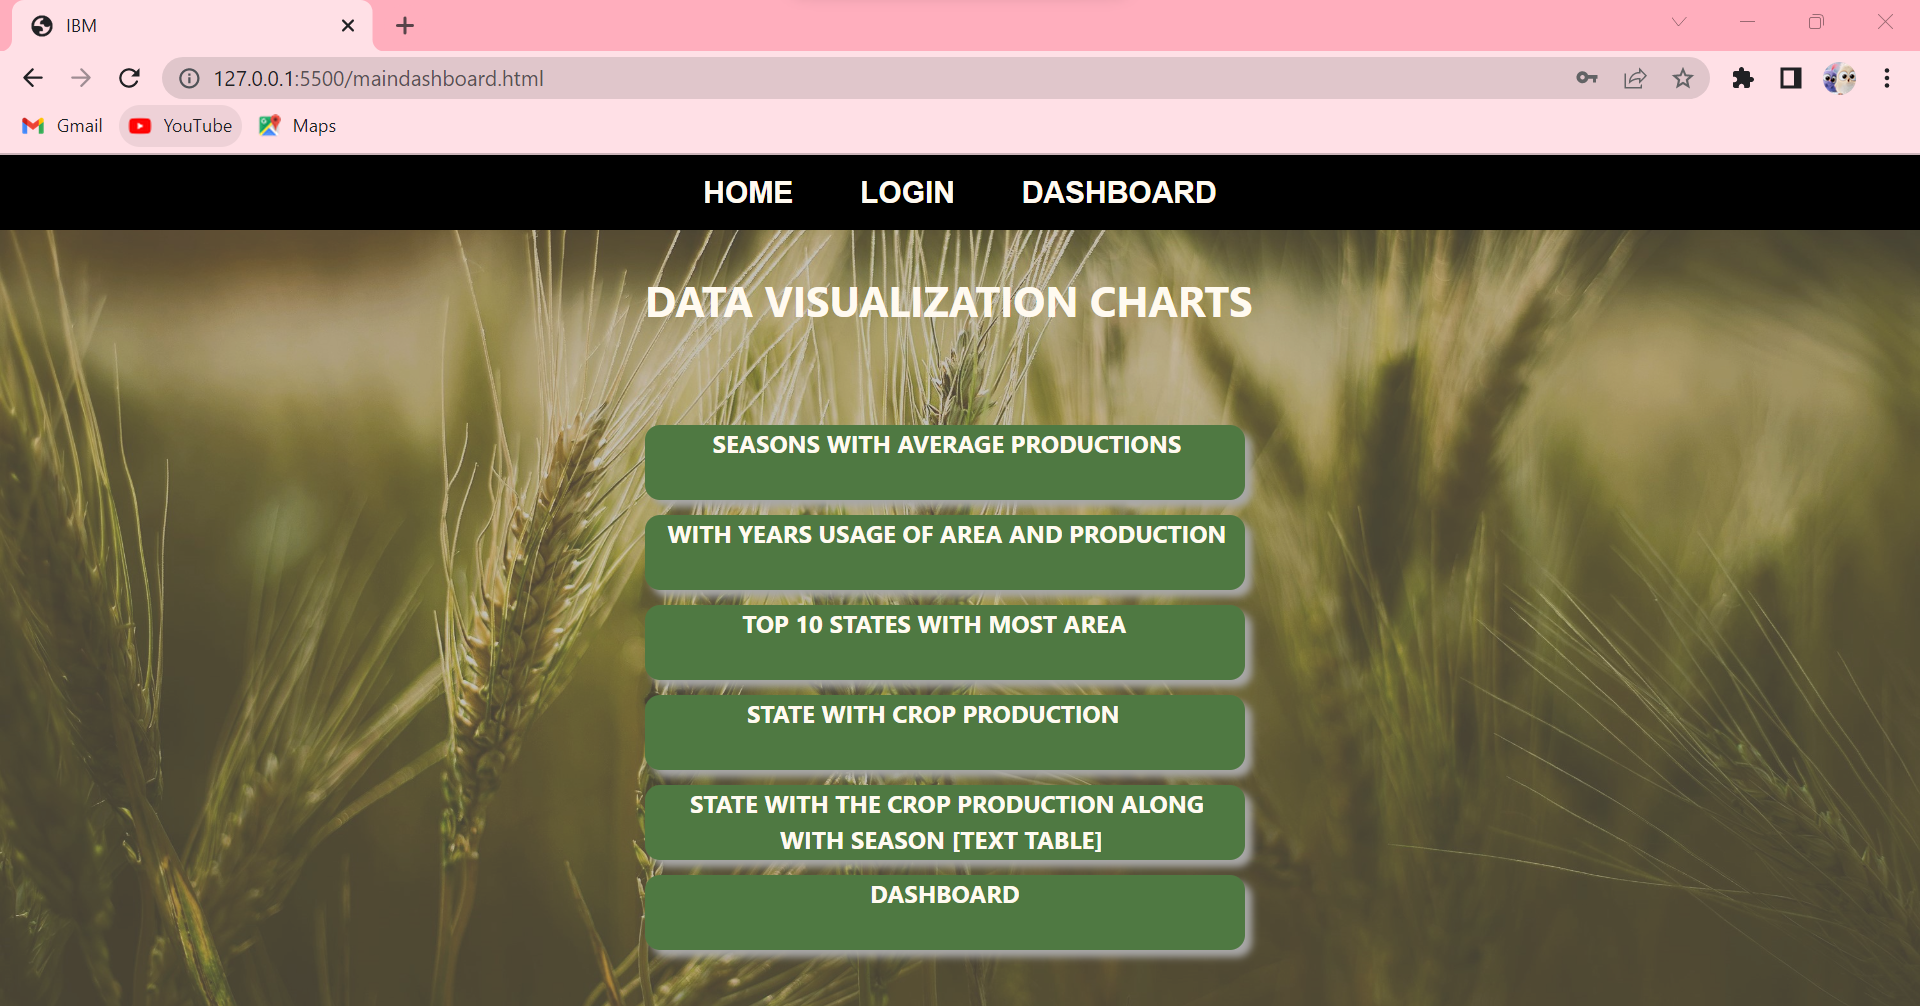 IBM
127.0.0.1:5500/maindashboard.html
Gmail YouTube Maps
HOME LOGIN DASHBOARD
DATA VISUALIZATION CHARTS
SEASONS WITH AVERAGE PRODUCTIONS
WITH YEARS USAGE OF AREA AND PRODUCTION
TOP 10 STATES WITH MOST AREA
STATE WITH CROP PRODUCTION
STATE WITH THE CROP PRODUCTION ALONG
WITH SEASON [TEXT TABLE]
DASHBOARD